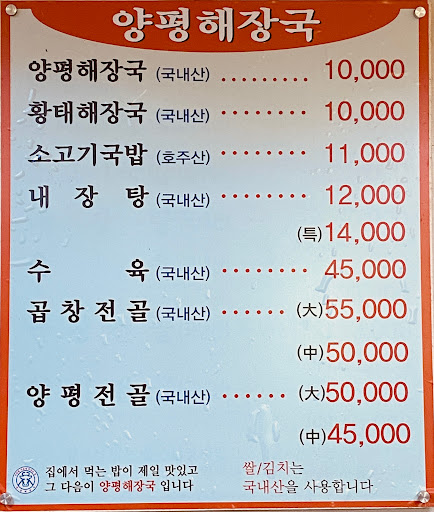 양평해장국
양평해장국 (국내산) ......... 10,000
황태해장국 (국내산) ········ 10,000
소고기국밥 (호주산) ········ 11,000
내장탕 (국내산) ········ 12,000
(특) 14,000
수육 (국내산) ········ 45,000
곱창전골 (국내산) ······ (大) 55,000
(中) 50,000
양평전골 (국내산) ······ (大) 50,000
(中) 45,000
집에서 먹는 밥이 제일 맛있고
그 다음이 양평해장국 입니다
쌀/김치는
국내산을 사용합니다